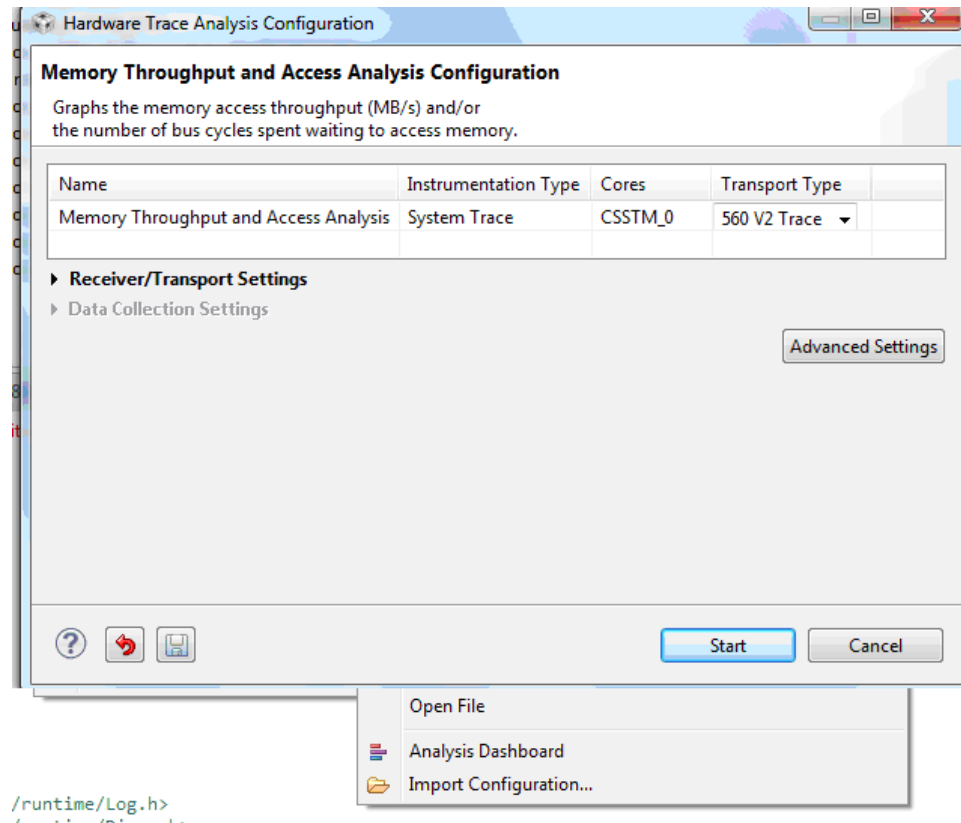 Hardware Trace Analysis Configuration
Memory Throughput and Access Analysis Configuration
Graphs the memory access throughput (MB/s) and/or
the number of bus cycles spent waiting to access memory.
Name Instrumentation Type Cores Transport Type
Memory Throughput and Access Analysis System Trace CSSTM_0 560 V2 Trace
Receiver/Transport Settings
Data Collection Settings
Advanced Settings
Start Cancel
Open File
Analysis Dashboard
Import Configuration...
/runtime/Log.h>